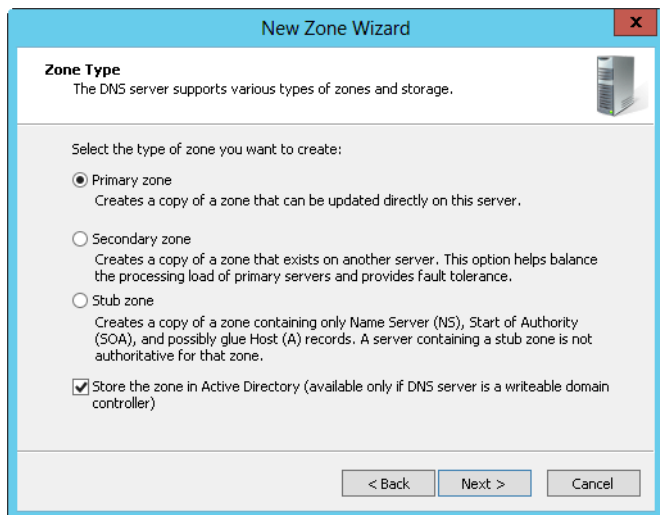 New Zone Wizard
x
Zone Type
The DNS server supports various types of zones and storage.
Select the type of zone you want to create:
Primary zone
Creates a copy of a zone that can be updated directly on this server.
Secondary zone
Creates a copy of a zone that exists on another server. This option helps balance
the processing load of primary servers and provides fault tolerance.
Stub zone
Creates a copy of a zone containing only Name Server (NS), Start of Authority
(SOA), and possibly glue Host (A) records. A server containing a stub zone is not
authoritative for that zone.
Store the zone in Active Directory (available only if DNS server is a writeable domain
controller)
< Back Next > Cancel